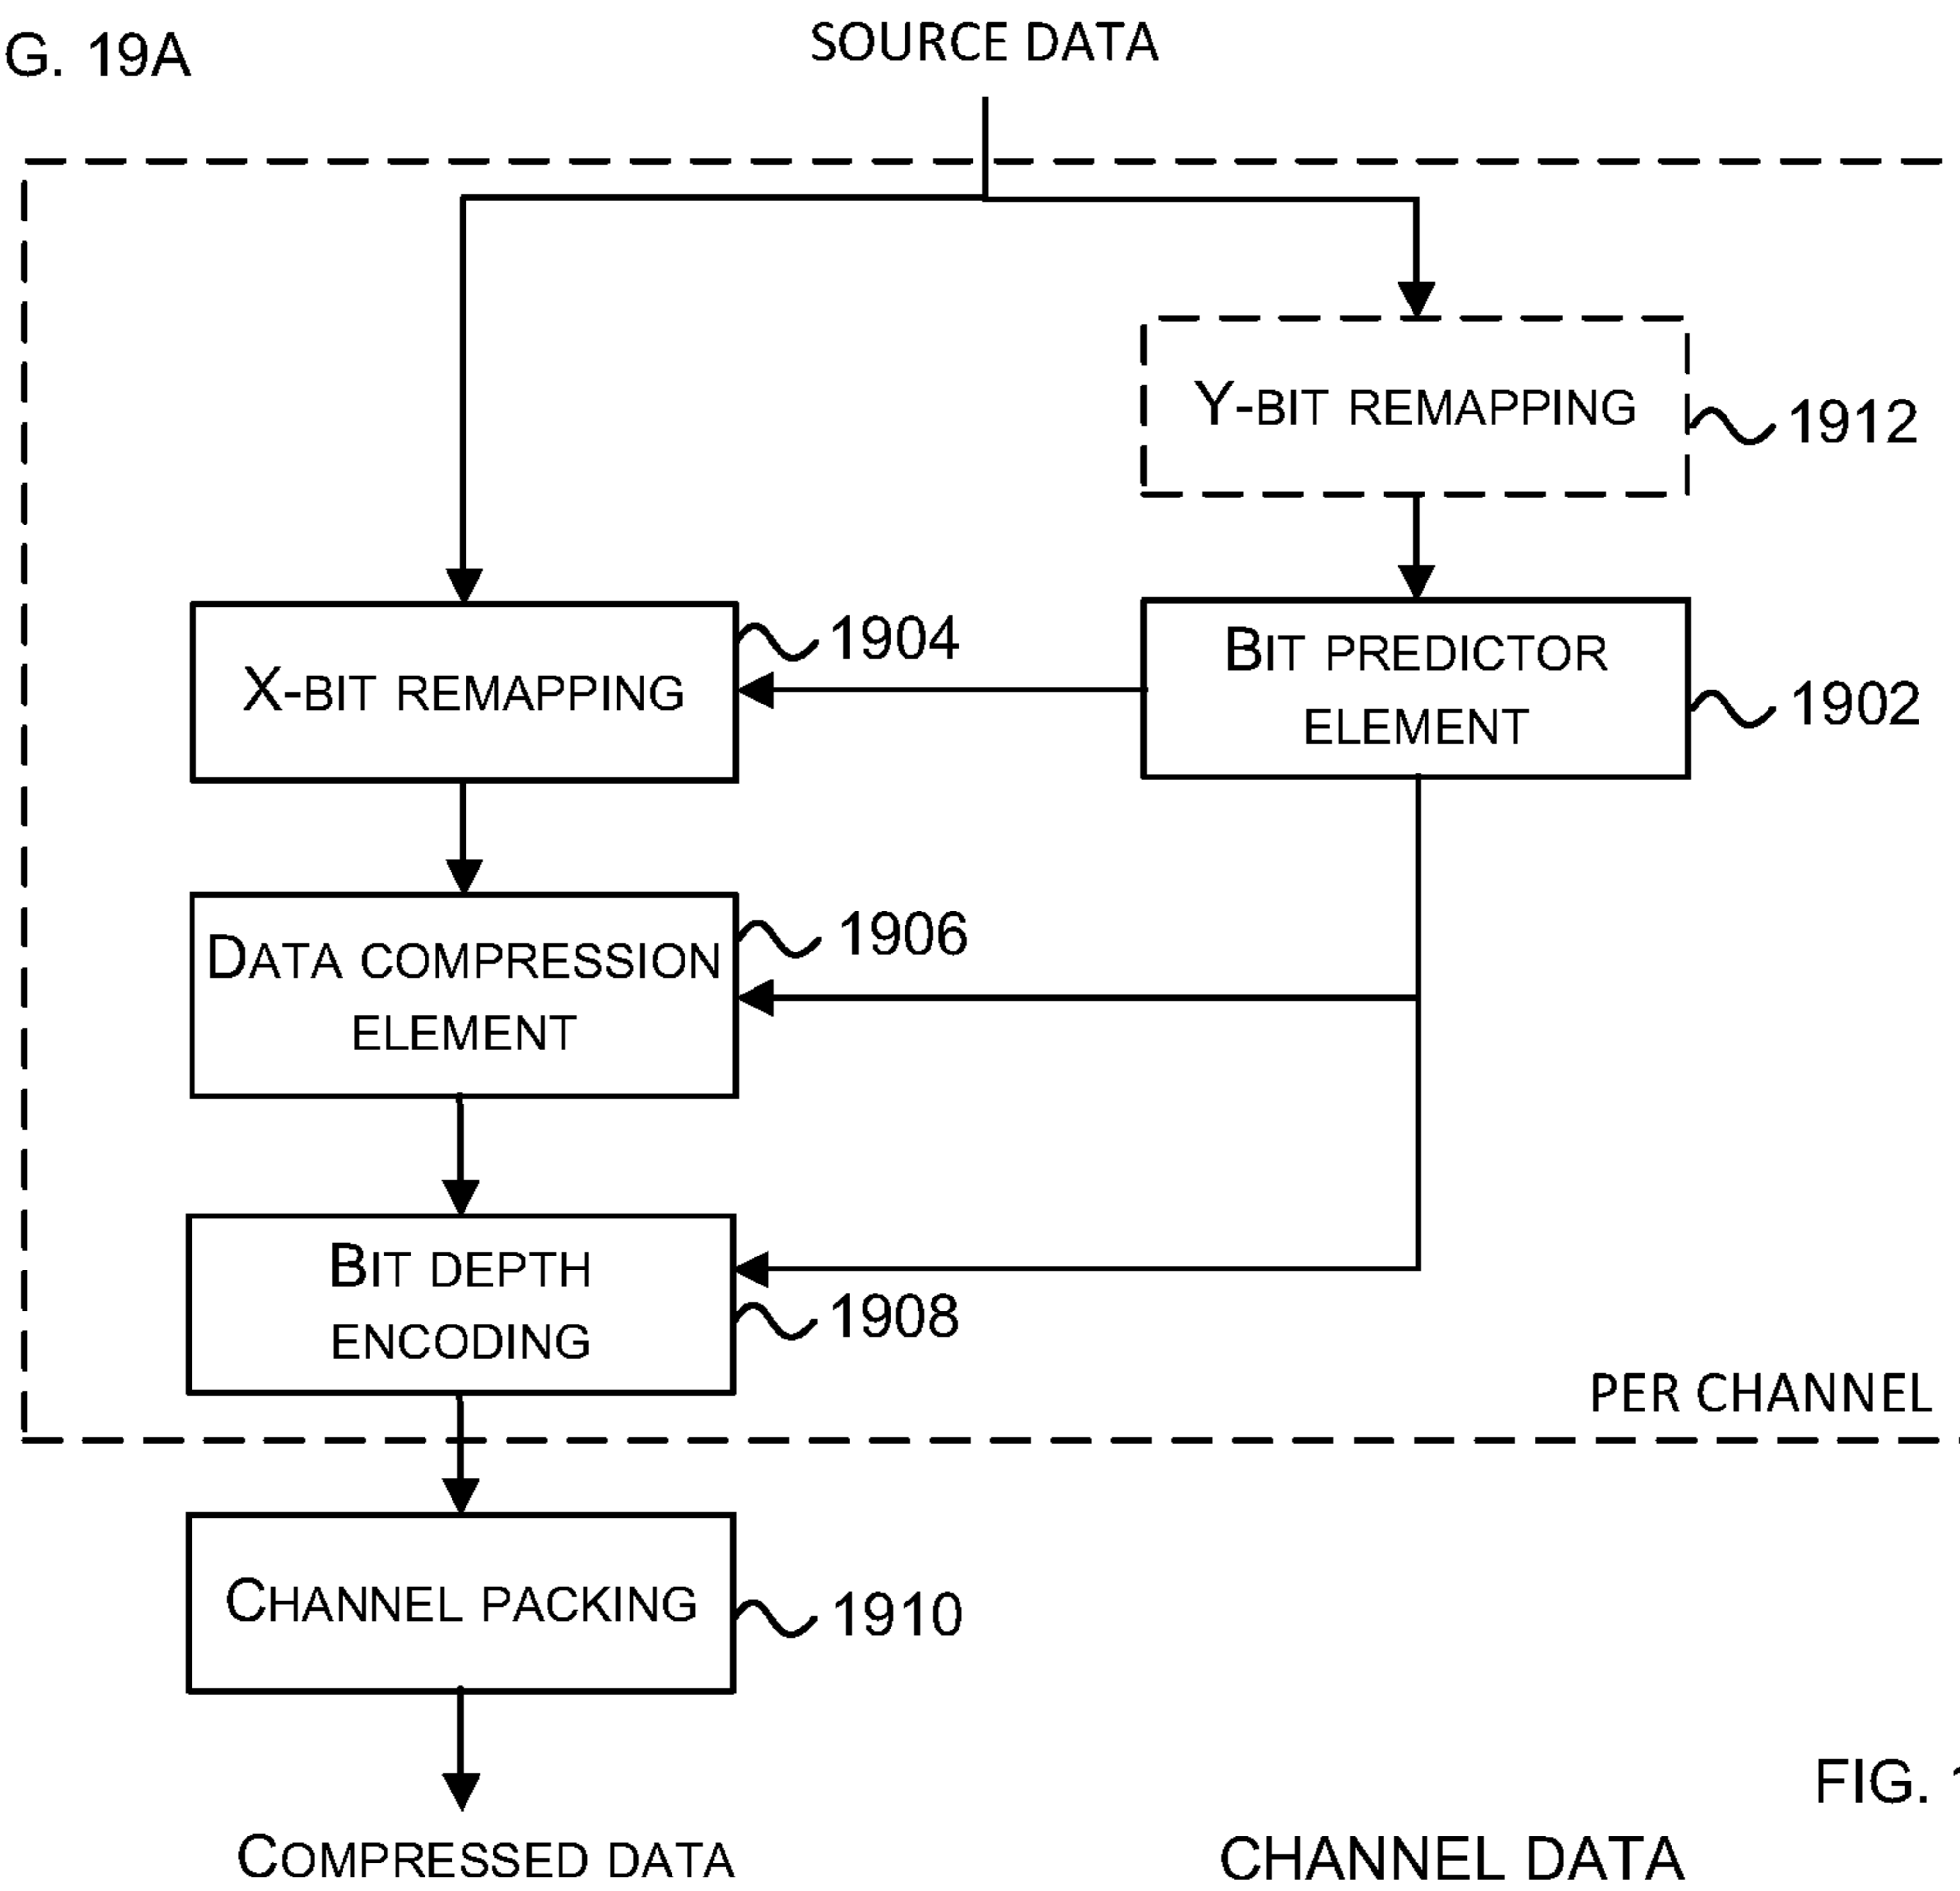 G. 19A
SOURCE DATA
Y-BIT REMAPPING
1912
1904
X-BIT REMAPPING
BIT PREDICTOR
ELEMENT
1902
1906
DATA COMPRESSION
ELEMENT
BIT DEPTH
ENCODING
1908
PER CHANNEL
CHANNEL PACKING
1910
FIG.
COMPRESSED DATA
CHANNEL DATA